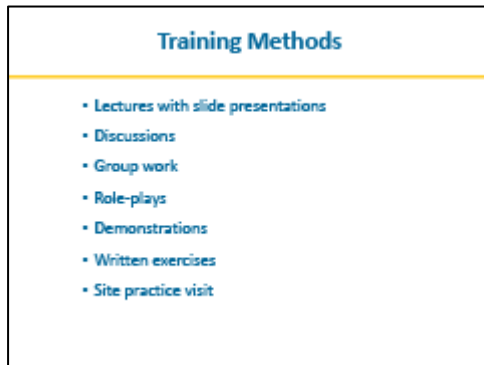 Training Methods
▪ Lectures with slide presentations
▪ Discussions
▪ Group work
▪ Role-plays
▪ Demonstrations
▪ Written exercises
▪ Site practice visit